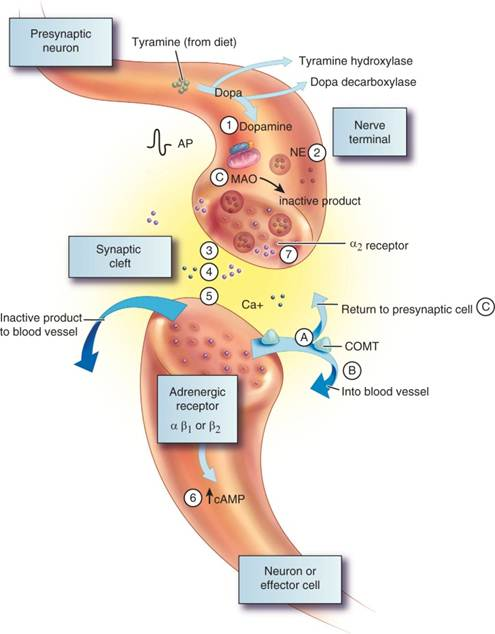 Presynaptic
neuron
Tyramine (from diet)
Tyramine hydroxylase
Dopa decarboxylase
Dopa
1 Dopamine
Nerve
terminal
AP
NE 2
C MAO
inactive product
α2 receptor
Synaptic
cleft
3
7
4
5
Ca+
Inactive product
to blood vessel
Return to presynaptic cell C
A
COMT
B
Into blood vessel
Adrenergic
receptor
α β1 or β2
6 ↑cAMP
Neuron or
effector cell